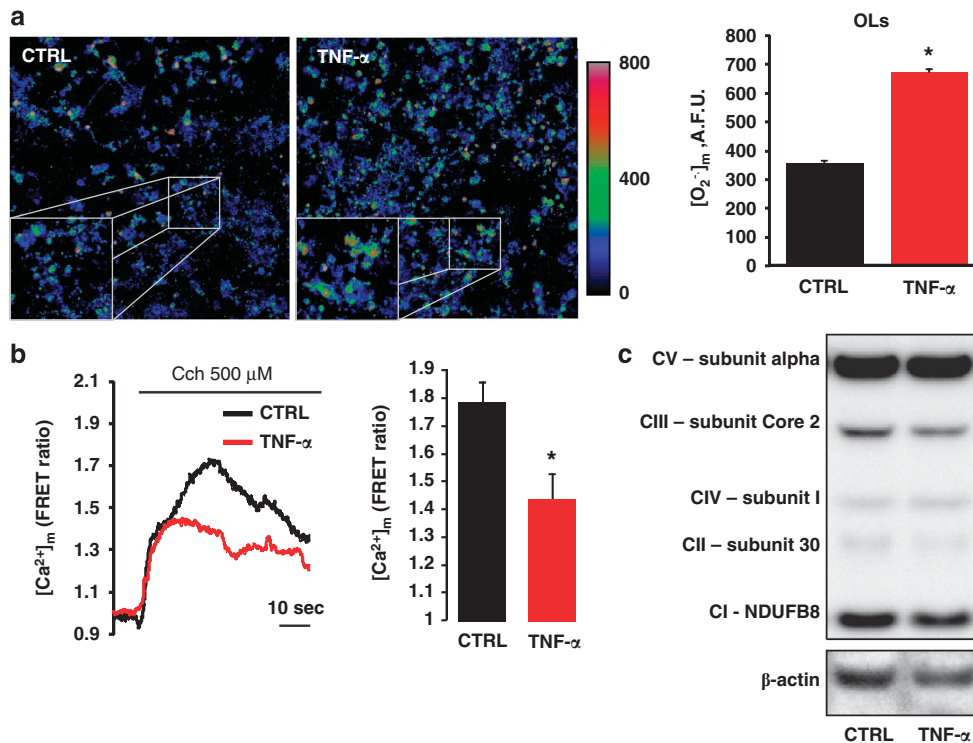 a
CTRL
TNF-α
800
400
0
OLs
[O₂⁻·]m ,A.F.U.
800
700
600
500
400
300
200
100
0
*
CTRL
TNF-α
b
Cch 500 μM
CTRL
TNF-α
[Ca²⁺]m (FRET ratio)
2.1
1.9
1.7
1.5
1.3
1.1
0.9
10 sec
[Ca²⁺]m (FRET ratio)
1.9
1.8
1.7
1.6
1.5
1.4
1.3
1.2
1.1
1
*
CTRL
TNF-α
c
CV – subunit alpha
CIII – subunit Core 2
CIV – subunit I
CII – subunit 30
CI - NDUFB8
β-actin
CTRL
TNF-α